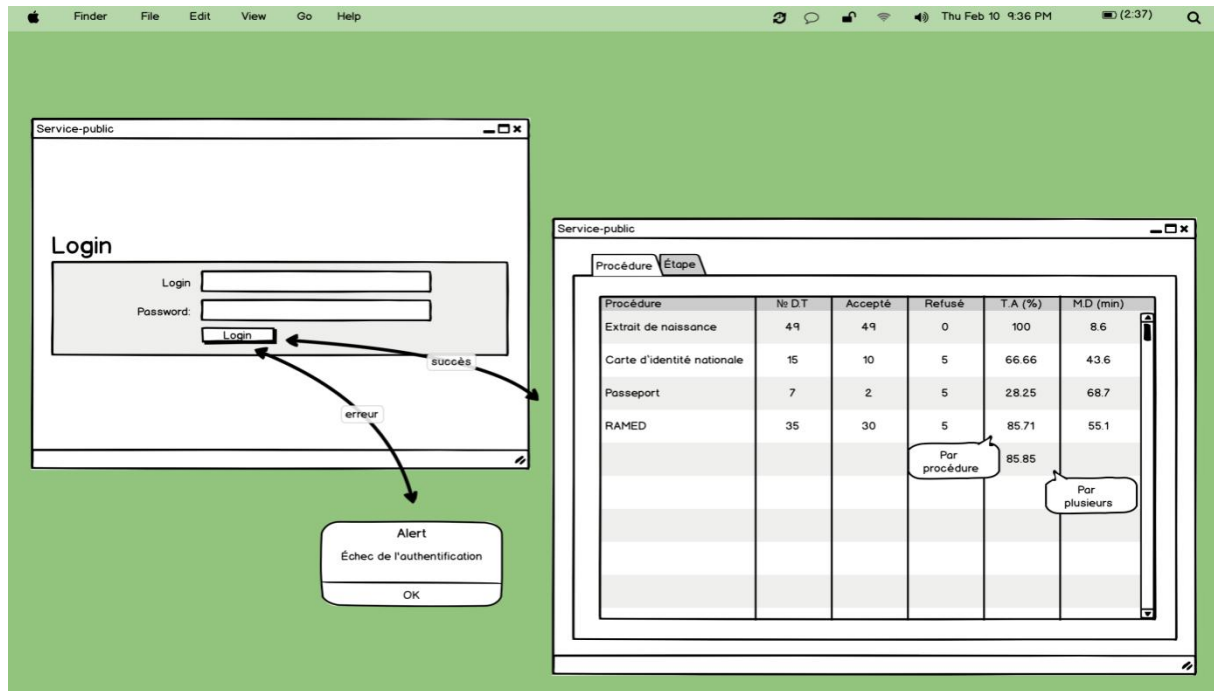 Finder File Edit View Go Help Thu Feb 10 9:36 PM (2:37)
Service-public
Login
Login
Password:
Login
succès
erreur
Alert
Échec de l'authentification
OK
Service-public
Procédure Étape
Procédure № D.T Accepté Refusé T.A (%) M.D (min)
Extrait de naissance 49 49 0 100 8.6
Carte d'identité nationale 15 10 5 66.66 43.6
Passeport 7 2 5 28.25 68.7
RAMED 35 30 5 85.71 55.1
85.85
Par
procédure
Par
plusieurs